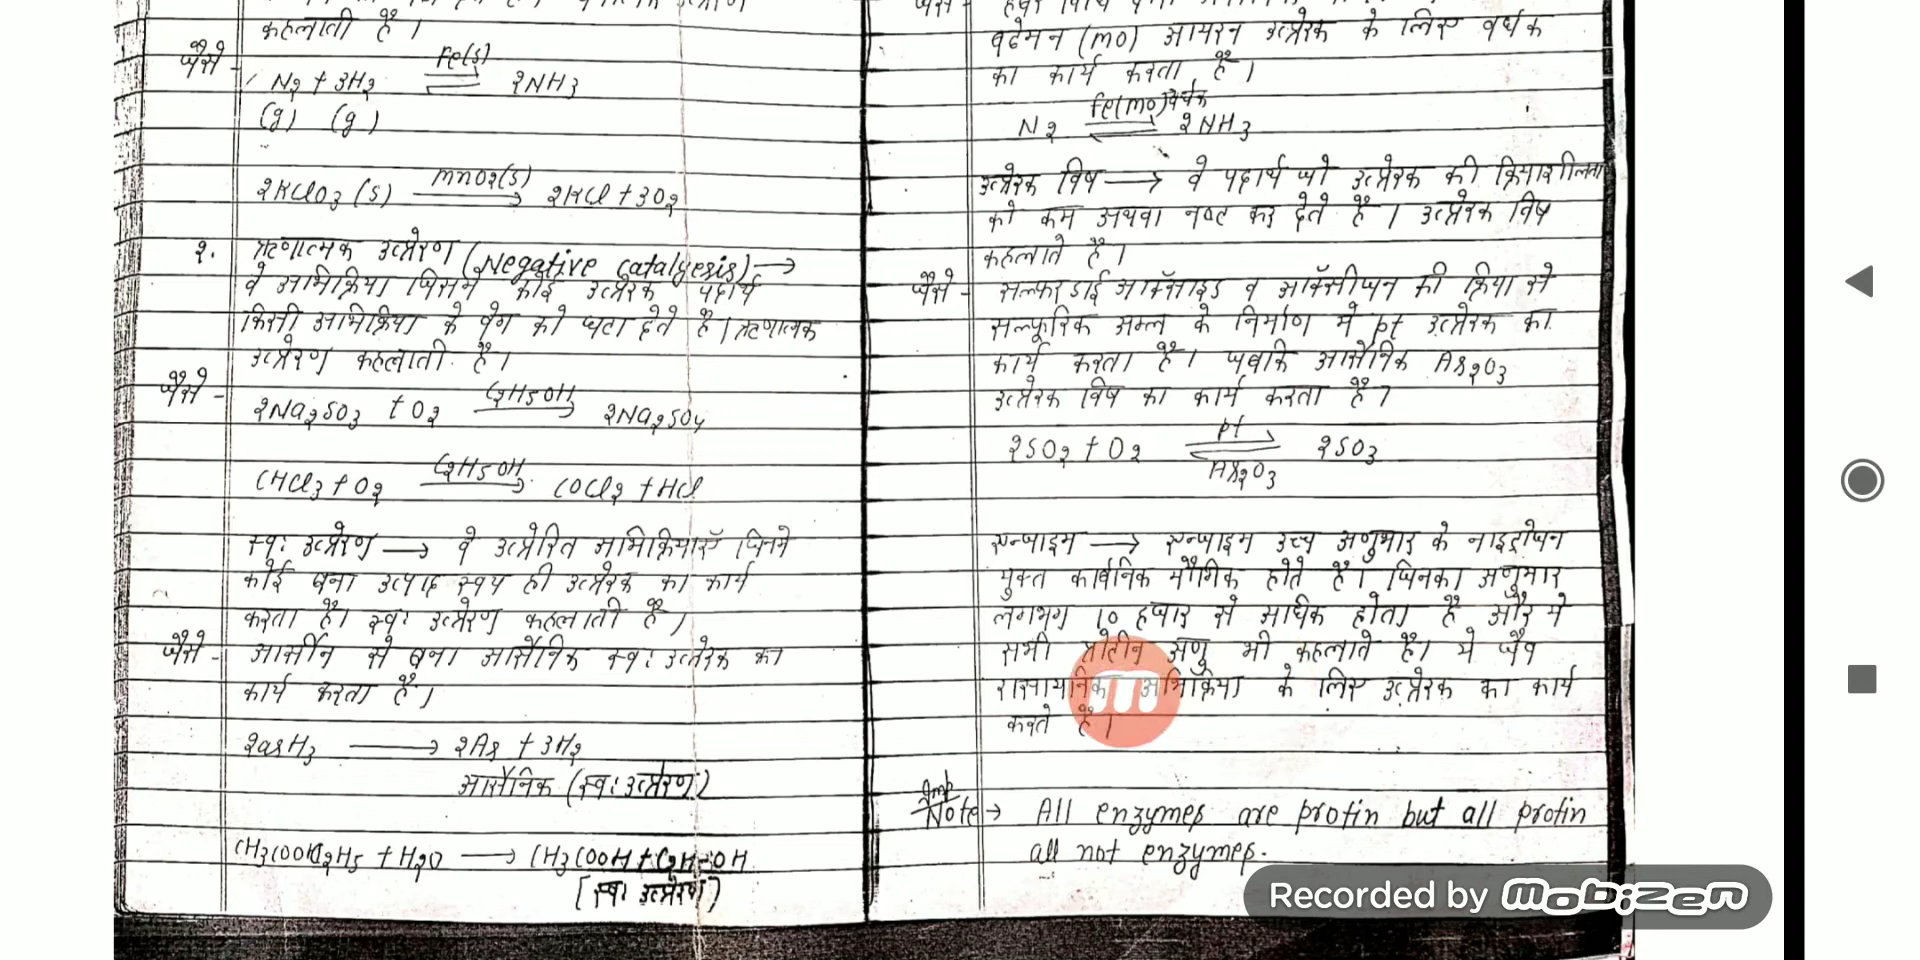 कहलाती है ।
जैसे -
Fe(s)
N2 + 3H2 ⇌ 2NH3
(g) (g)
MnO2(s)
2KClO3 (s) → 2KCl + 3O2
2. ऋणात्मक उत्प्रेरण (Negative catalyesis) →
वे अभिक्रिया जिसमे कोई उत्प्रेरक पदार्थ
किसी अभिक्रिया के वेग को घटा देते है । ऋणात्मक
उत्प्रेरण कहलाती है ।
जैसे -
C2H5OH
2Na2SO3 + O2 → 2Na2SO4
C2H5OH
CHCl3 + O2 → COCl2 + HCl
स्व: उत्प्रेरण → वे उत्प्रेरित अभिक्रियाएँ जिनमे
कोई बना उत्पाद स्वय ही उत्प्रेरक का कार्य
करता है। स्व: उत्प्रेरण कहलाती है ।
जैसे - आर्सीन से बना आर्सेनिक स्व: उत्प्रेरक का
कार्य करता है ।
2asH3 → 2As + 3H2
आर्सेनिक (स्व: उत्प्रेरण)
CH3COOC2H5 + H2O → CH3COOH + C2H5OH
[स्व: उत्प्रेरण)
जैसे -
वढेमन (mo) आयरन उत्प्रेरक के लिए वर्धक
का कार्य करता है ।
Fe(mo) वर्धक
N2 ⇌ 2NH3
उत्प्रेरक विष → वे पदार्थ जो उत्प्रेरक की क्रियाशीलता
को कम अथवा नष्ट कर देते है । उत्प्रेरक विष
कहलाते है ।
जैसे - सल्फर डाई ऑक्साइड व ऑक्सीजन की क्रिया से
सल्फूरिक अम्ल के निर्माण मे pt उत्प्रेरक का
कार्य करता है । जबकि आर्सेनिक As2O3
उत्प्रेरक विष का कार्य करता है ।
pt
2SO2 + O2 ⇌ 2SO3
As2O3
एन्जाइम → एन्जाइम उच्च अणुभार के नाइट्रोजन
युक्त कार्बनिक यौगिक होते है । जिनका अणुभार
लगभग 10 हजार से अधिक होता है और ये
सभी प्रोटीन अणु भी कहलाते है । ये जैव
रासायनिक अभिक्रिया के लिए उत्प्रेरक का कार्य
करते है ।
Imp
Note → All enzymes are protin but all protin
all not enzymes.
Recorded by mobizen